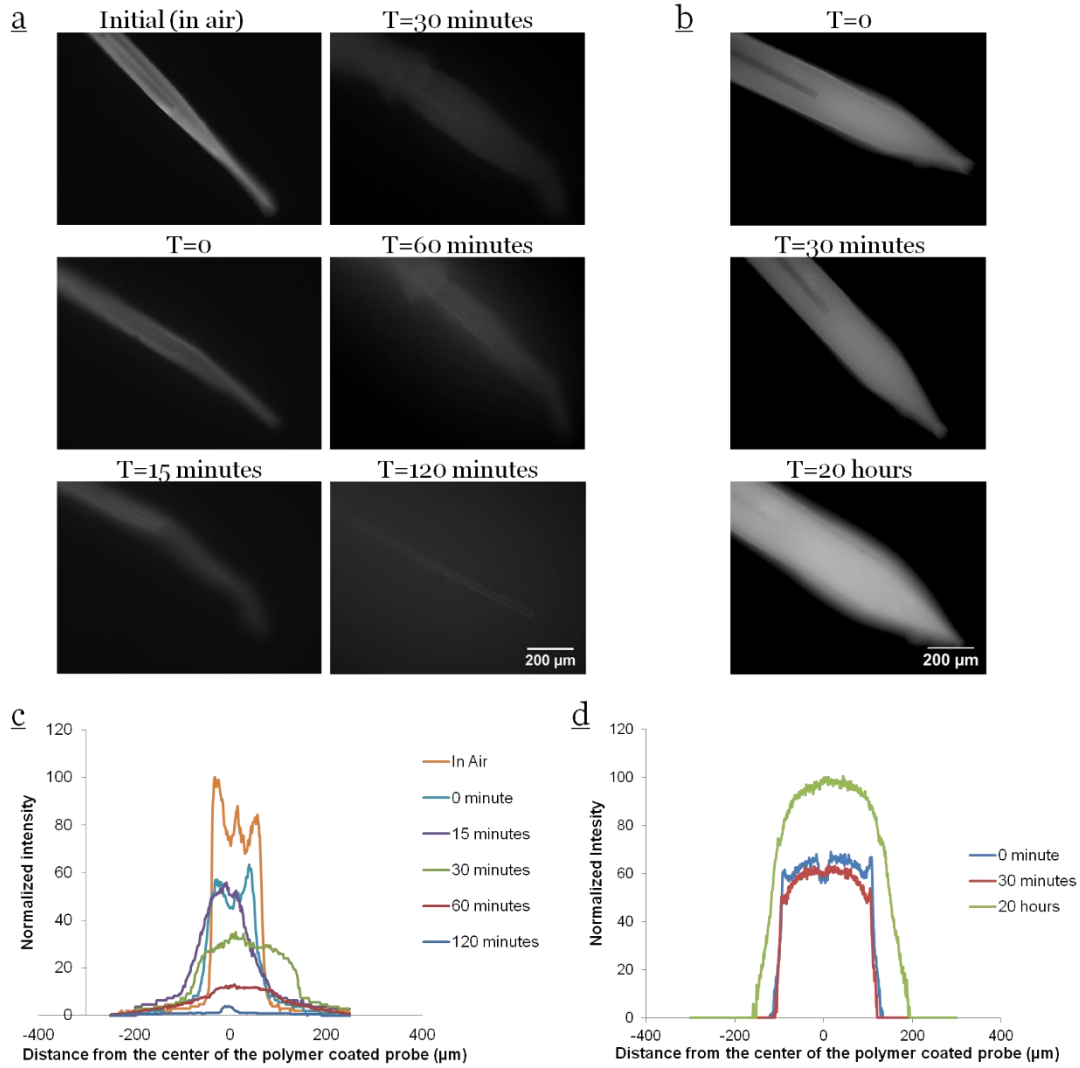 a
Initial (in air)
T=30 minutes
b
T=0
T=0
T=60 minutes
T=30 minutes
T=15 minutes
T=120 minutes
T=20 hours
200 µm
200 µm
c
120
100
80
60
40
20
0
-400
-200
0
200
400
Normalized intensity
Distance from the center of the polymer coated probe (µm)
In Air
0 minute
15 minutes
30 minutes
60 minutes
120 minutes
d
120
100
80
60
40
20
0
-400
-200
0
200
400
Normalized Intesity
Distance from the center of the polymer coated probe (µm)
0 minute
30 minutes
20 hours